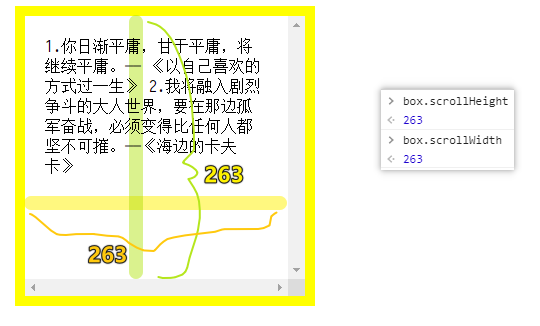 1.你日渐平庸，甘于平庸，将
继续平庸。— 《以自己喜欢的
方式过一生》 2.我将融入剧烈
争斗的大人世界，要在那边孤
军奋战，必须变得比任何人都
坚不可摧。—《海边的卡夫
卡》
263
263
box.scrollHeight
263
box.scrollWidth
263